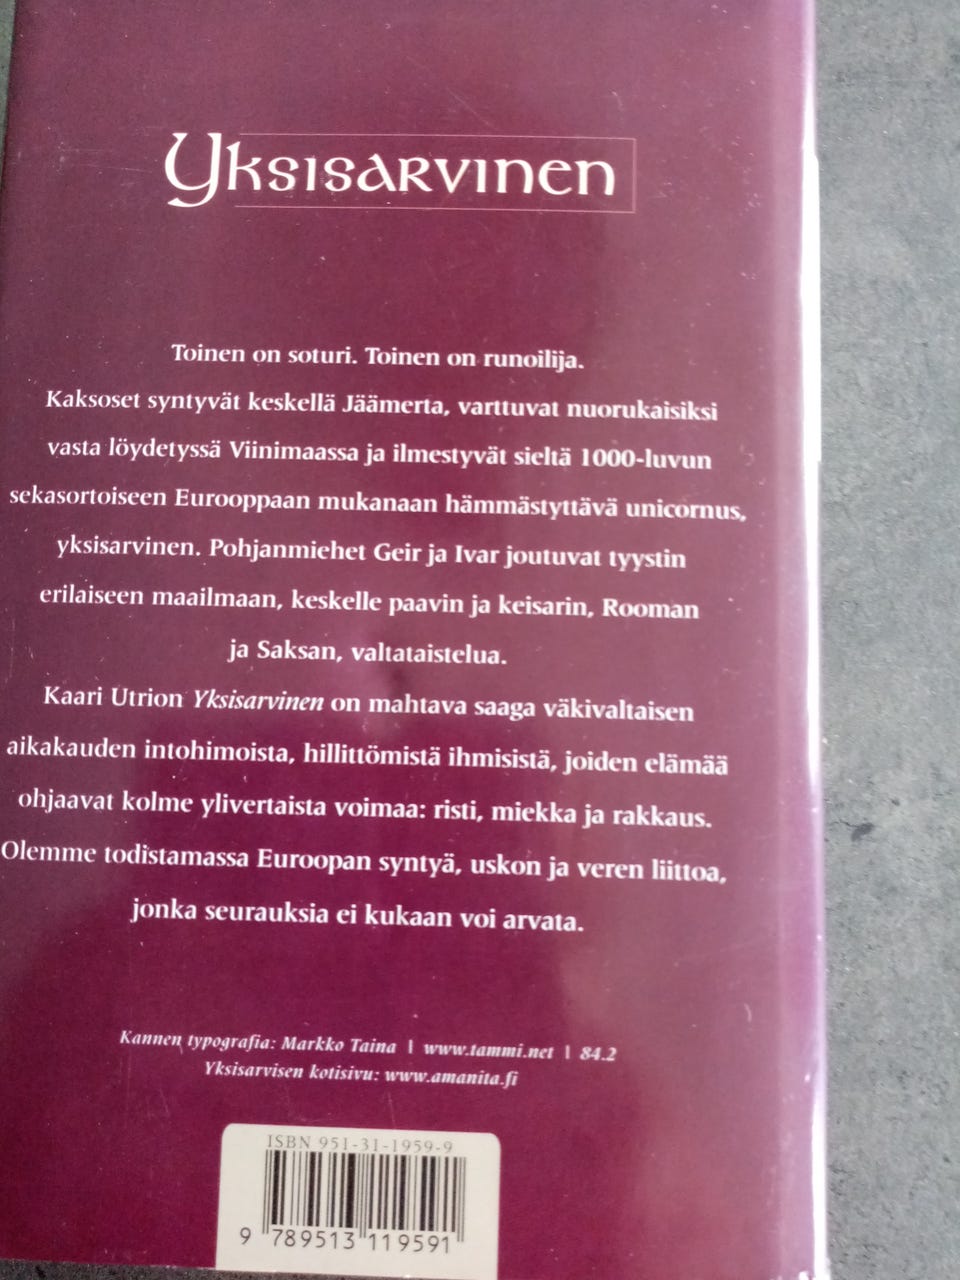 Yksisarvinen
Toinen on soturi. Toinen on runoilija.
Kaksoset syntyvät keskellä Jäämerta, varttuvat nuorukaisiksi
vasta löydetyssä Viinimaassa ja ilmestyvät sieltä 1000-luvun
sekasortoiseen Eurooppaan mukanaan hämmästyttävä unicornus,
yksisarvinen. Pohjanmiehet Geir ja Ivar joutuvat tyystin
erilaiseen maailmaan, keskelle paavin ja keisarin, Rooman
ja Saksan, valtataistelua.
Kaari Utrion Yksisarvinen on mahtava saaga väkivaltaisen
aikakauden intohimoista, hillittömistä ihmisistä, joiden elämää
ohjaavat kolme ylivertaista voimaa: risti, miekka ja rakkaus.
Olemme todistamassa Euroopan syntyä, uskon ja veren liittoa,
jonka seurauksia ei kukaan voi arvata.
Kannen typografia: Markko Taina | www.tammi.net | 84.2
Yksisarvisen kotisivu: www.amanita.fi
ISBN 951-31-1959-9
9 789513 119591